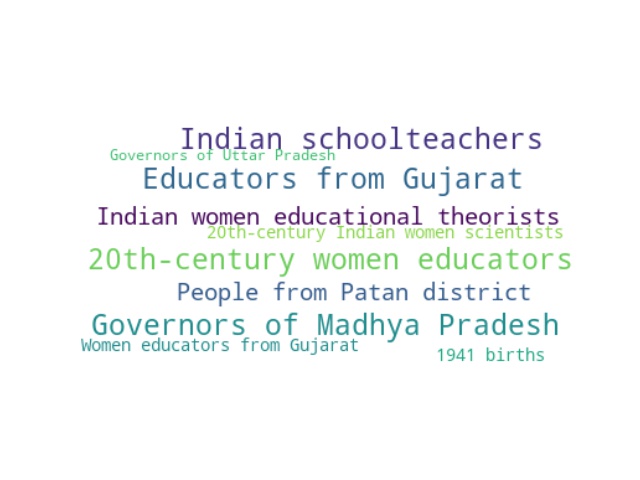 Indian schoolteachers
Governors of Uttar Pradesh
Educators from Gujarat
Indian women educational theorists
20th-century Indian women scientists
20th-century women educators
People from Patan district
Governors of Madhya Pradesh
Women educators from Gujarat
1941 births